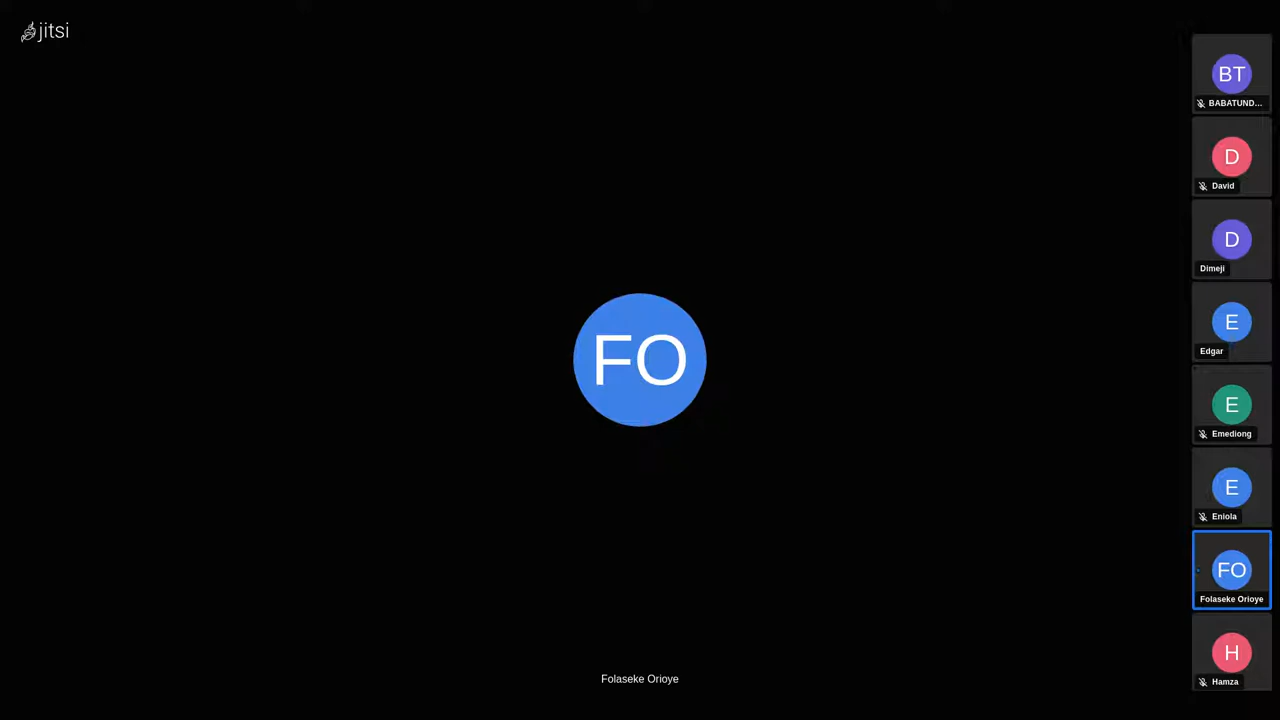 jitsi
BT
BABATUND...
D
David
D
Dimeji
E
Edgar
E
Emediong
E
Eniola
FO
Folaseke Orioye
H
Hamza
FO
Folaseke Orioye